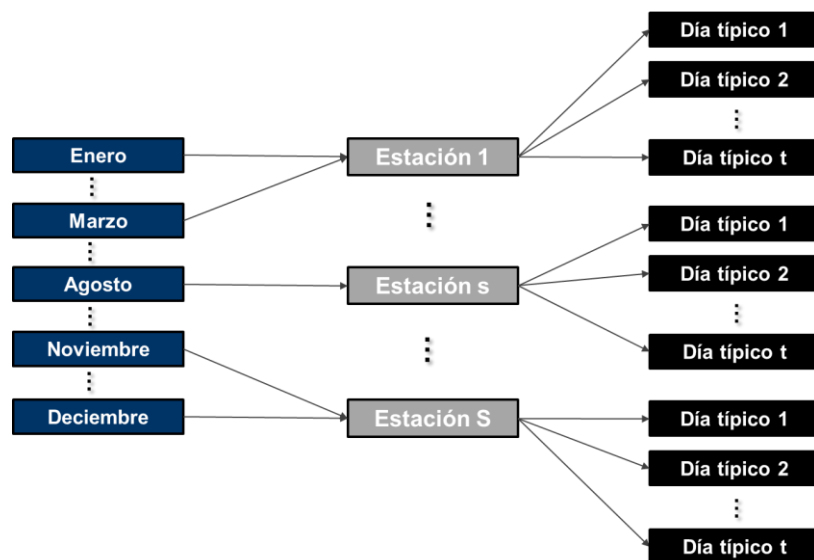 Enero
Marzo
Agosto
Noviembre
Deciembre
Estación 1
Estación s
Estación S
Día típico 1
Día típico 2
Día típico t
Día típico 1
Día típico 2
Día típico t
Día típico 1
Día típico 2
Día típico t